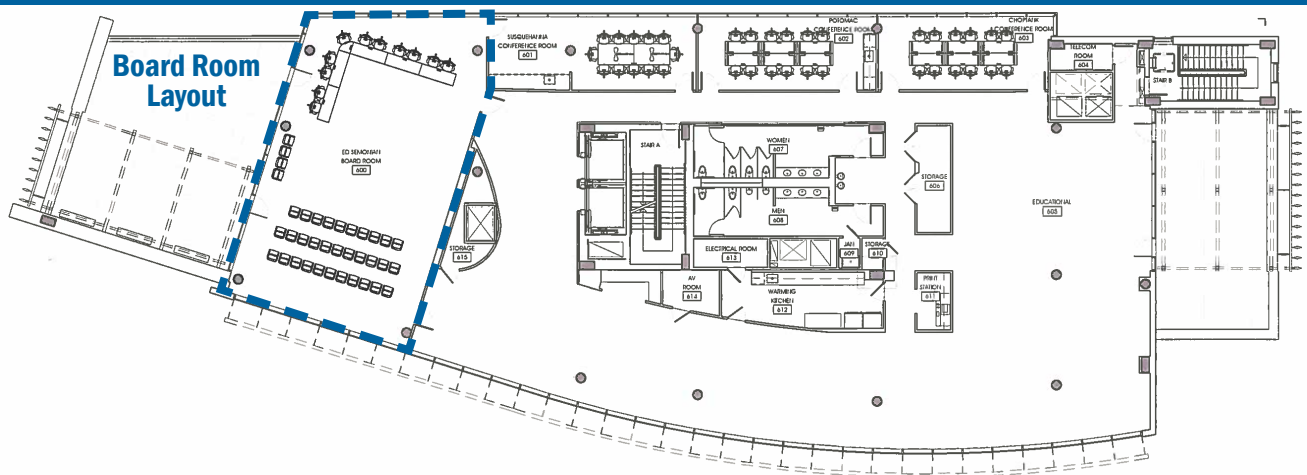 Board Room
Layout
ED SEMONIAN
BOARD ROOM
600
SUSQUEHANNA
CONFERENCE ROOM
601
POTOMAC
CONFERENCE ROOM
602
CHOPTANK
CONFERENCE ROOM
603
TELECOM
ROOM
604
STAIR B
STAIR A
WOMEN
607
MEN
608
STORAGE
606
EDUCATIONAL
605
STORAGE
615
ELECTRICAL ROOM
613
JAN
609
STORAGE
610
AV
ROOM
614
WARMING
KITCHEN
612
PRINT
STATION
611